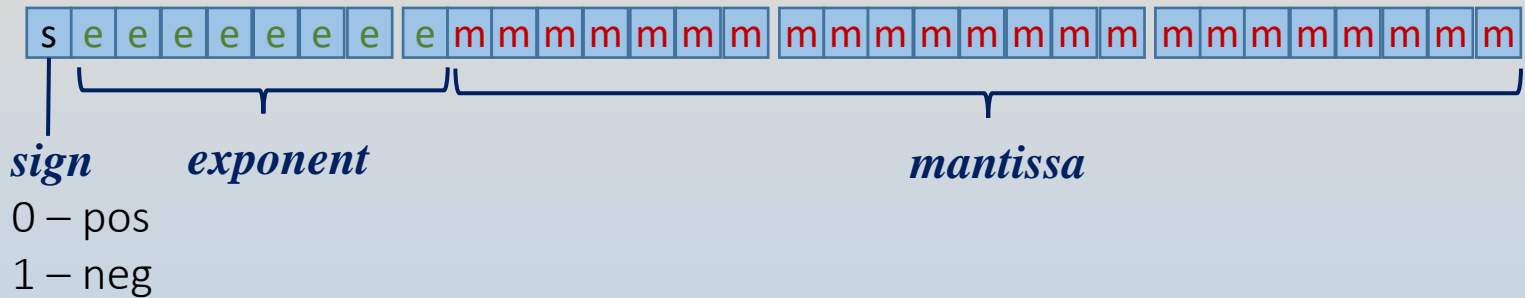 s e e e e e e e e m m m m m m m m m m m m m m m m m m m m m m m
sign exponent mantissa
0 – pos
1 – neg